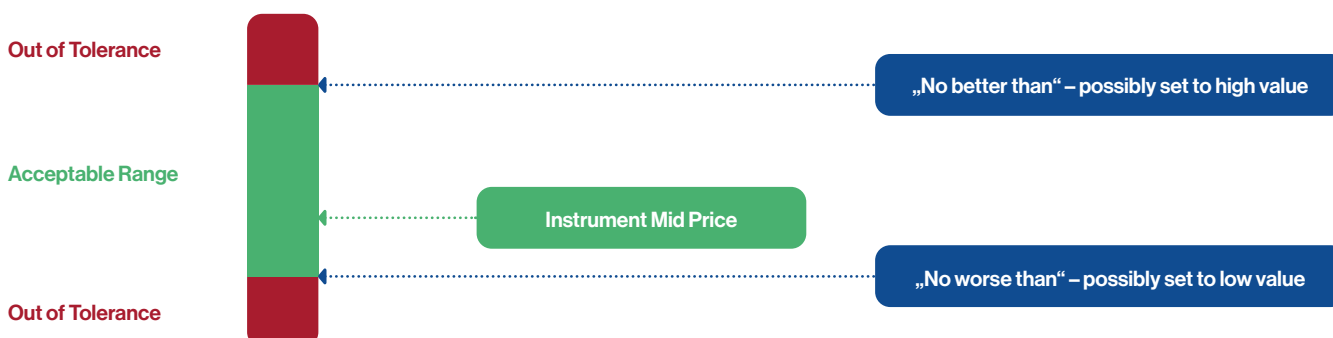 Out of Tolerance
„No better than“ – possibly set to high value
Acceptable Range
Instrument Mid Price
„No worse than“ – possibly set to low value
Out of Tolerance